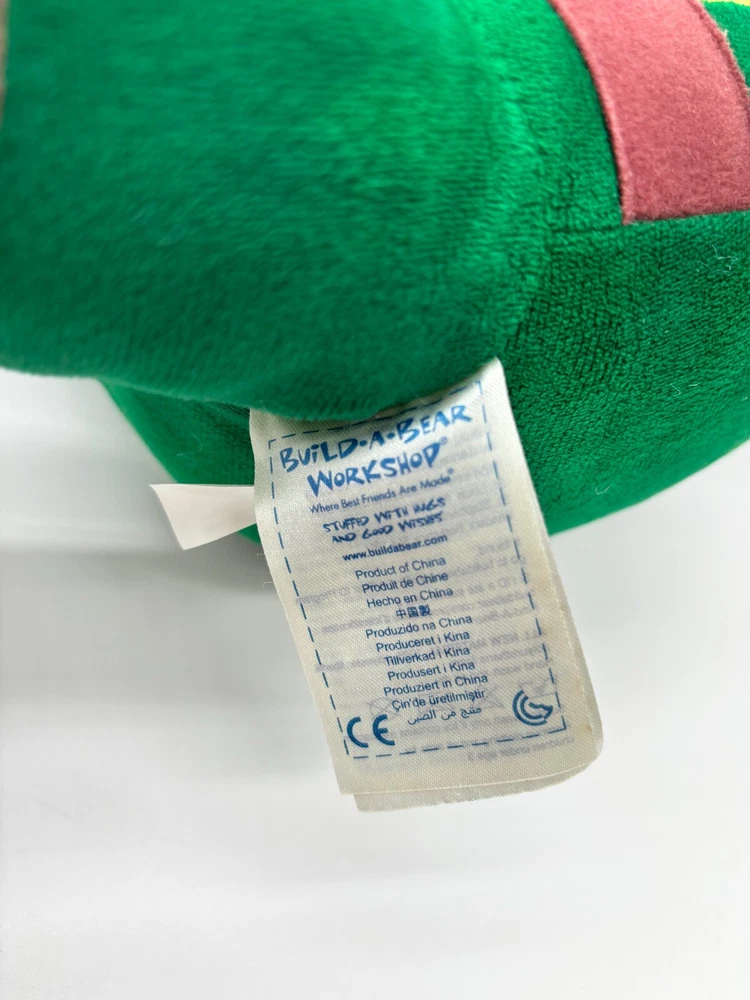 BUILD-A-BEAR
WORKSHOP®
Where Best Friends Are Made®
STUFFED WITH HUGS
AND GOOD WISHES
www.buildabear.com
Product of China
Produit de Chine
Hecho en China
中国製
Produzido na China
Produceret i Kina
Tillverkad i Kina
Produsert i Kina
Produziert in China
Çin'de üretilmiştir
منتج من الصين
CE